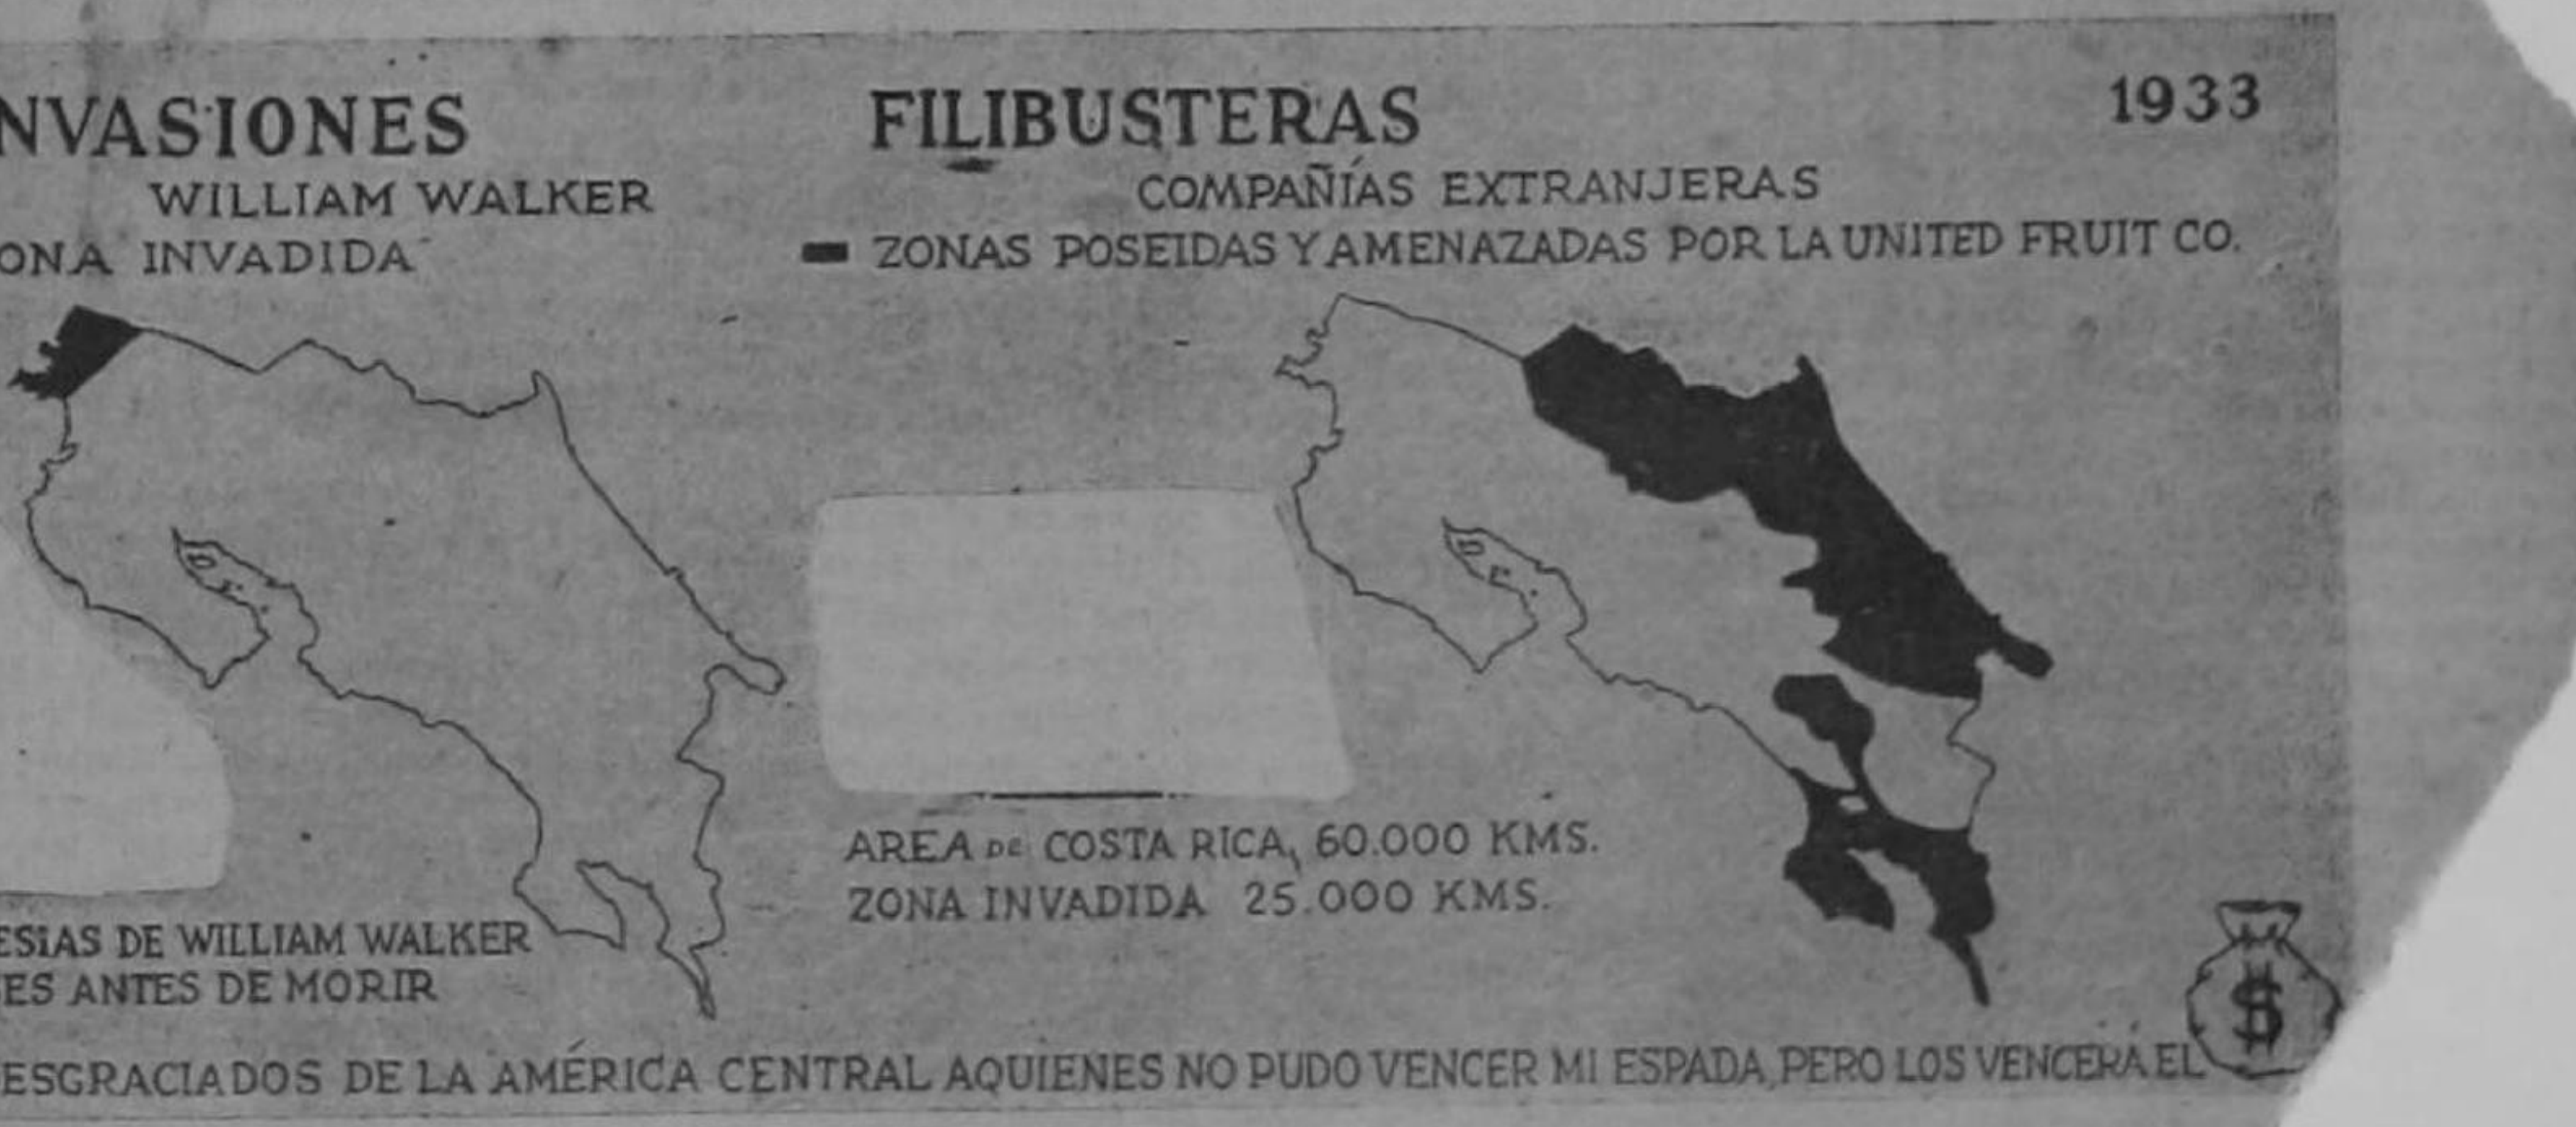 NVASIONES FILIBUSTERAS 1933
WILLIAM WALKER
ONA INVADIDA
COMPAÑÍAS EXTRANJERAS
ZONAS POSEIDAS Y AMENAZADAS POR LA UNITED FRUIT CO.
AREA DE COSTA RICA, 60.000 KMS.
ZONA INVADIDA 25.000 KMS.
ESIAS DE WILLIAM WALKER
ES ANTES DE MORIR
ESGRACIADOS DE LA AMÉRICA CENTRAL AQUIENES NO PUDO VENCER MI ESPADA, PERO LOS VENCERÁ EL $